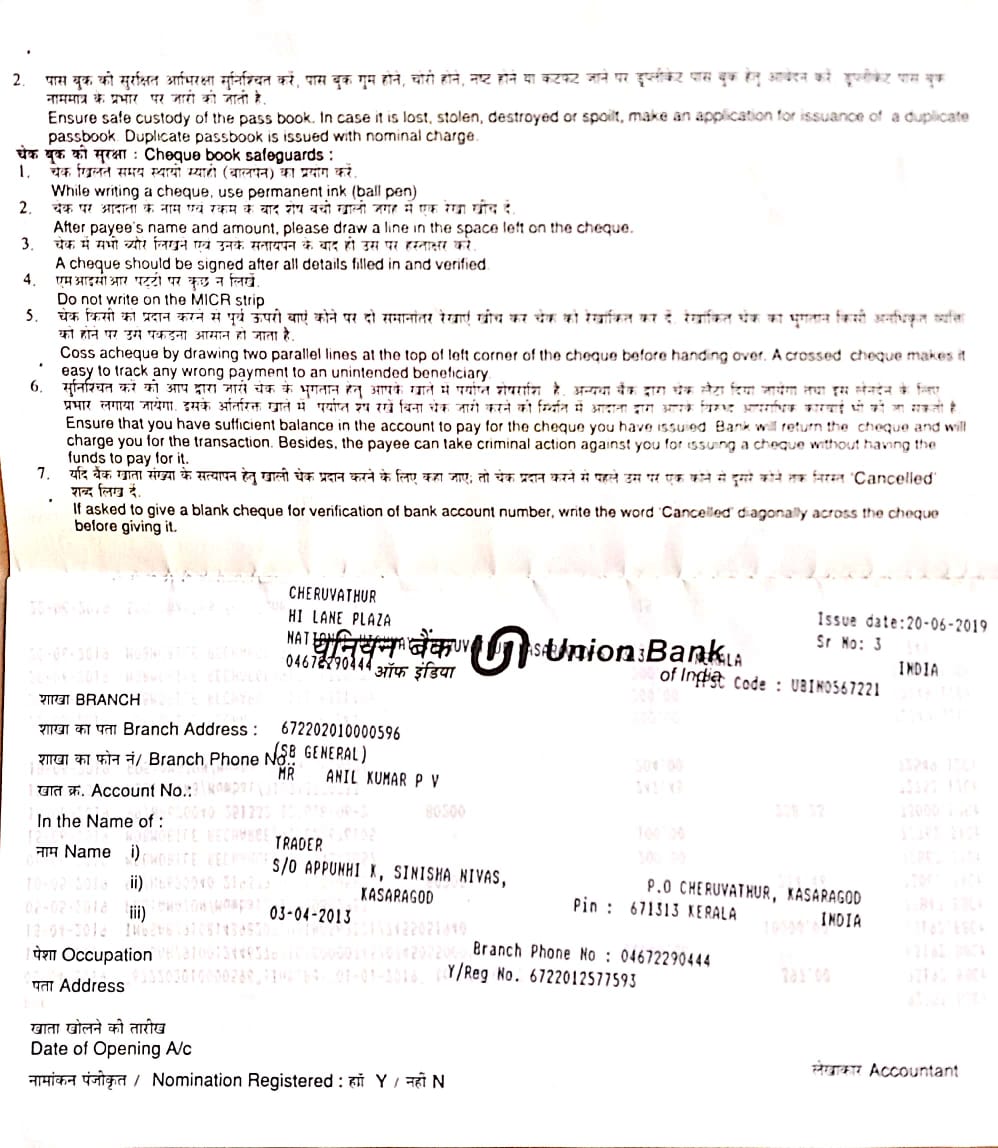 2. पास बुक की सुरक्षित अभिरक्षा सुनिश्चित करें, पास बुक गुम होने, चोरी होने, नष्ट होने या कटफट जाने पर डुप्लीकेट पास बुक हेतु आवेदन करें डुप्लीकेट पास बुक
नाममात्र के प्रभार पर जारी की जाती है.
Ensure safe custody of the pass book. In case it is lost, stolen, destroyed or spoilt, make an application for issuance of a duplicate
passbook. Duplicate passbook is issued with nominal charge.
चेक बुक की सुरक्षा : Cheque book safeguards :
1. चेक लिखते समय स्थायी स्याही (बालपेन) का प्रयोग करें.
While writing a cheque, use permanent ink (ball pen)
2. चेक पर आदाता के नाम एवं रकम के बाद शेष बची खाली जगह में एक रेखा खींच दें.
After payee's name and amount, please draw a line in the space left on the cheque.
3. चेक में सभी ब्यौरे लिखने एवं उनके सत्यापन के बाद ही उस पर हस्ताक्षर करें.
A cheque should be signed after all details filled in and verified.
4. एमआइसीआर पट्टी पर कुछ न लिखें.
Do not write on the MICR strip
5. चेक किसी को प्रदान करने से पूर्व ऊपरी बाएं कोने पर दो समानांतर रेखाएं खींच कर चेक को रेखांकित कर दें. रेखांकित चेक का भुगतान किसी अनधिकृत व्यक्ति
को होने पर उसे पकड़ना आसान हो जाता है.
Coss acheque by drawing two parallel lines at the top of left corner of the cheque before handing over. A crossed cheque makes it
easy to track any wrong payment to an unintended beneficiary.
6. सुनिश्चित करें की आप द्वारा जारी चेक के भुगतान हेतु आपके खाते में पर्याप्त शेषराशि है. अन्यथा बैंक द्वारा चेक लौटा दिया जायेगा तथा इस लेनदेन के लिए
प्रभार लगाया जायेगा. इसके अतिरिक्त खाते में पर्याप्त शेष रखे बिना चेक जारी करने की स्थिति में आदाता द्वारा आपके विरुध्द आपराधिक कारवाई भी की जा सकती है
Ensure that you have sufficient balance in the account to pay for the cheque you have issued. Bank will return the cheque and will
charge you for the transaction. Besides, the payee can take criminal action against you for issuing a cheque without having the
funds to pay for it.
7. यदि बैंक खाता संख्या के सत्यापन हेतु खाली चेक प्रदान करने के लिए कहा जाए; तो चेक प्रदान करने से पहले उस पर एक कोने से दूसरे कोने तक निरस्त 'Cancelled'
शब्द लिख दें.
If asked to give a blank cheque for verification of bank account number, write the word 'Cancelled' diagonally across the cheque
before giving it.
CHERUVATHUR
HI LANE PLAZA
Issue date:20-06-2019
Sr No: 3
यूनियन बैंक Union Bank
04672290444 ऑफ इंडिया of India
INDIA
Code : UBIN0567221
शाखा BRANCH
शाखा का पता Branch Address : 672202010000596
शाखा का फोन नं/ Branch Phone No.: (SB GENERAL)
MR ANIL KUMAR P V
खात क्र. Account No.:
In the Name of :
नाम Name i) TRADER
ii) S/O APPUNHI K, SINISHA NIVAS, P.O CHERUVATHUR, KASARAGOD
KASARAGOD Pin : 671313 KERALA INDIA
iii) 03-04-2013
पेशा Occupation Branch Phone No : 04672290444
पता Address Y/Reg No. 6722012577593
खाता खोलने की तारीख
Date of Opening A/c
नामांकन पंजीकृत / Nomination Registered : हाँ Y / नहीं N
लेखाकार Accountant